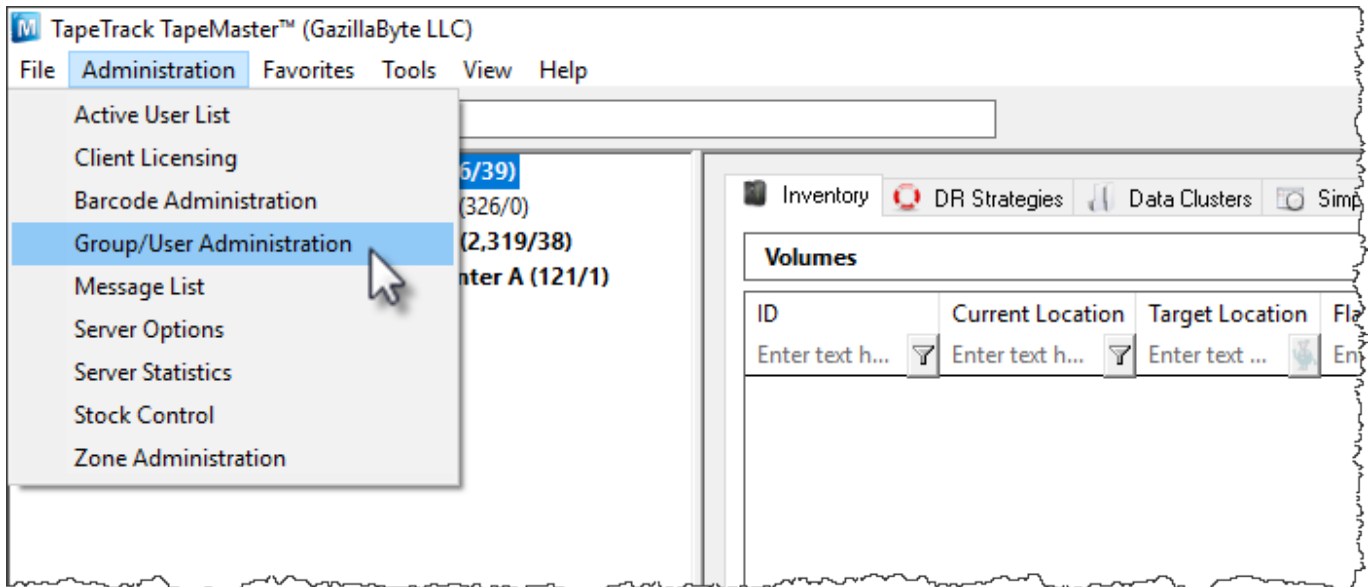 TapeTrack TapeMaster™ (GazillaByte LLC)
File Administration Favorites Tools View Help
Active User List
Client Licensing
Barcode Administration
Group/User Administration
Message List
Server Options
Server Statistics
Stock Control
Zone Administration
6/39)
(326/0)
(2,319/38)
nter A (121/1)
Inventory DR Strategies Data Clusters Simp
Volumes
ID Current Location Target Location Fla
Enter text h... Enter text h... Enter text ... En